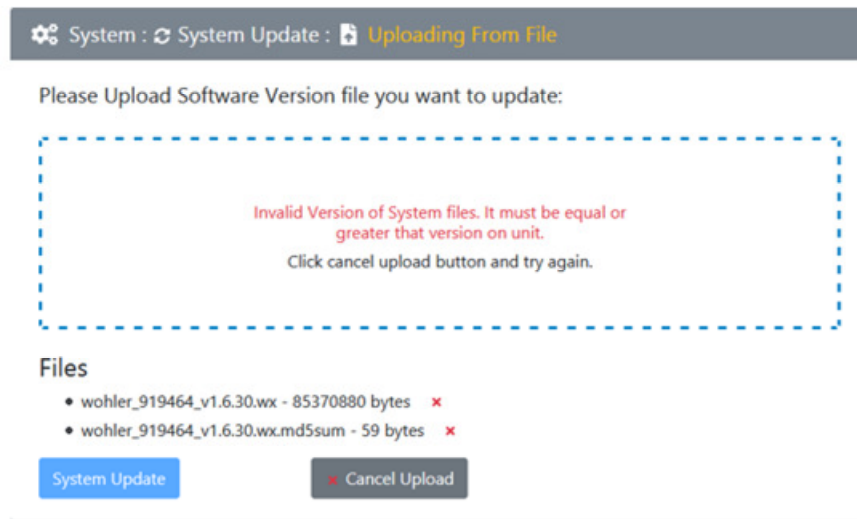 System : System Update : Uploading From File
Please Upload Software Version file you want to update:
Invalid Version of System files. It must be equal or
greater that version on unit.
Click cancel upload button and try again.
Files
• wohler_919464_v1.6.30.wx - 85370880 bytes ×
• wohler_919464_v1.6.30.wx.md5sum - 59 bytes ×
System Update
× Cancel Upload